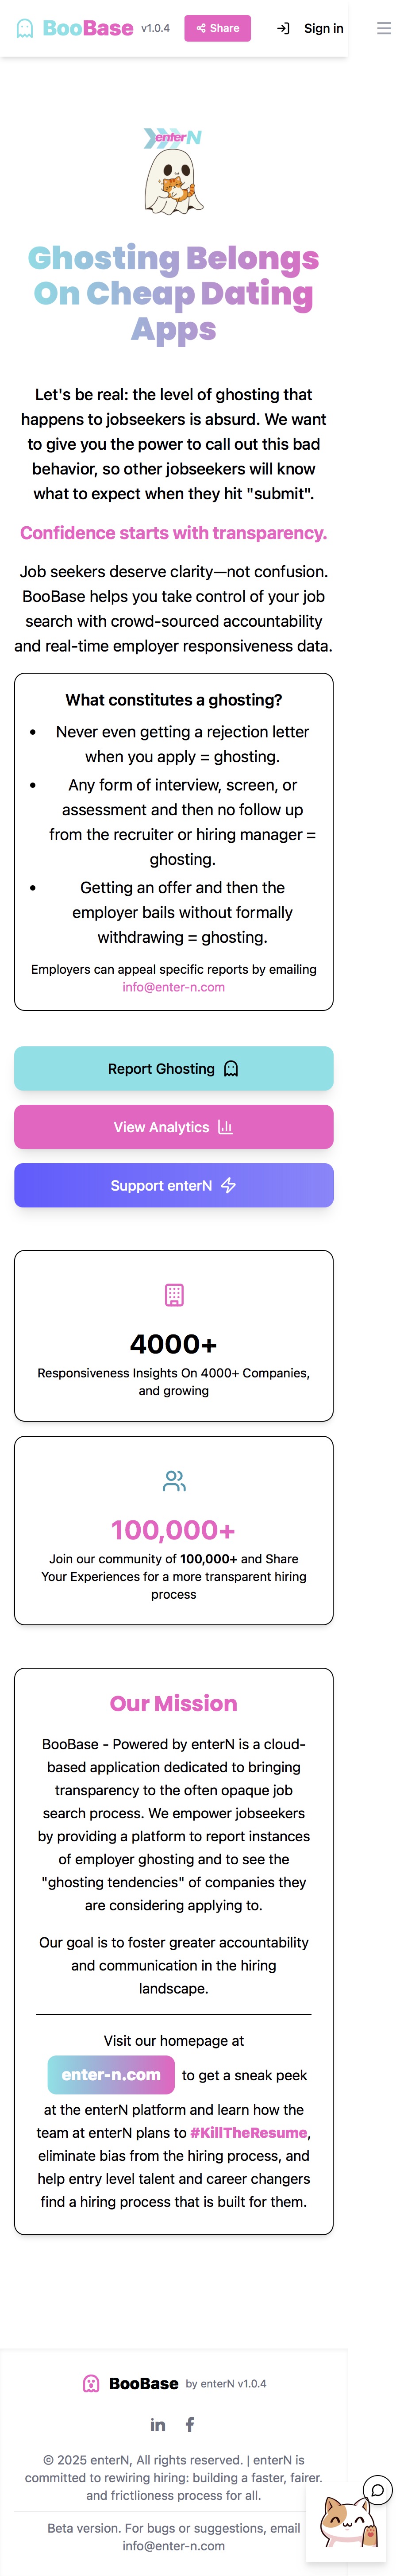 BooBase v1.0.4 Share Sign in
enterN
Ghosting Belongs
On Cheap Dating
Apps
Let's be real: the level of ghosting that
happens to jobseekers is absurd. We want
to give you the power to call out this bad
behavior, so other jobseekers will know
what to expect when they hit "submit".
Confidence starts with transparency.
Job seekers deserve clarity—not confusion.
BooBase helps you take control of your job
search with crowd-sourced accountability
and real-time employer responsiveness data.
What constitutes a ghosting?
• Never even getting a rejection letter
when you apply = ghosting.
• Any form of interview, screen, or
assessment and then no follow up
from the recruiter or hiring manager =
ghosting.
• Getting an offer and then the
employer bails without formally
withdrawing = ghosting.
Employers can appeal specific reports by emailing
info@enter-n.com
Report Ghosting
View Analytics
Support enterN
4000+
Responsiveness Insights On 4000+ Companies,
and growing
100,000+
Join our community of 100,000+ and Share
Your Experiences for a more transparent hiring
process
Our Mission
BooBase - Powered by enterN is a cloud-
based application dedicated to bringing
transparency to the often opaque job
search process. We empower jobseekers
by providing a platform to report instances
of employer ghosting and to see the
"ghosting tendencies" of companies they
are considering applying to.
Our goal is to foster greater accountability
and communication in the hiring
landscape.
Visit our homepage at
enter-n.com to get a sneak peek
at the enterN platform and learn how the
team at enterN plans to #KillTheResume,
eliminate bias from the hiring process, and
help entry level talent and career changers
find a hiring process that is built for them.
BooBase by enterN v1.0.4
in f
© 2025 enterN, All rights reserved. | enterN is
committed to rewiring hiring: building a faster, fairer.
and frictlioness process for all.
Beta version. For bugs or suggestions, email
info@enter-n.com